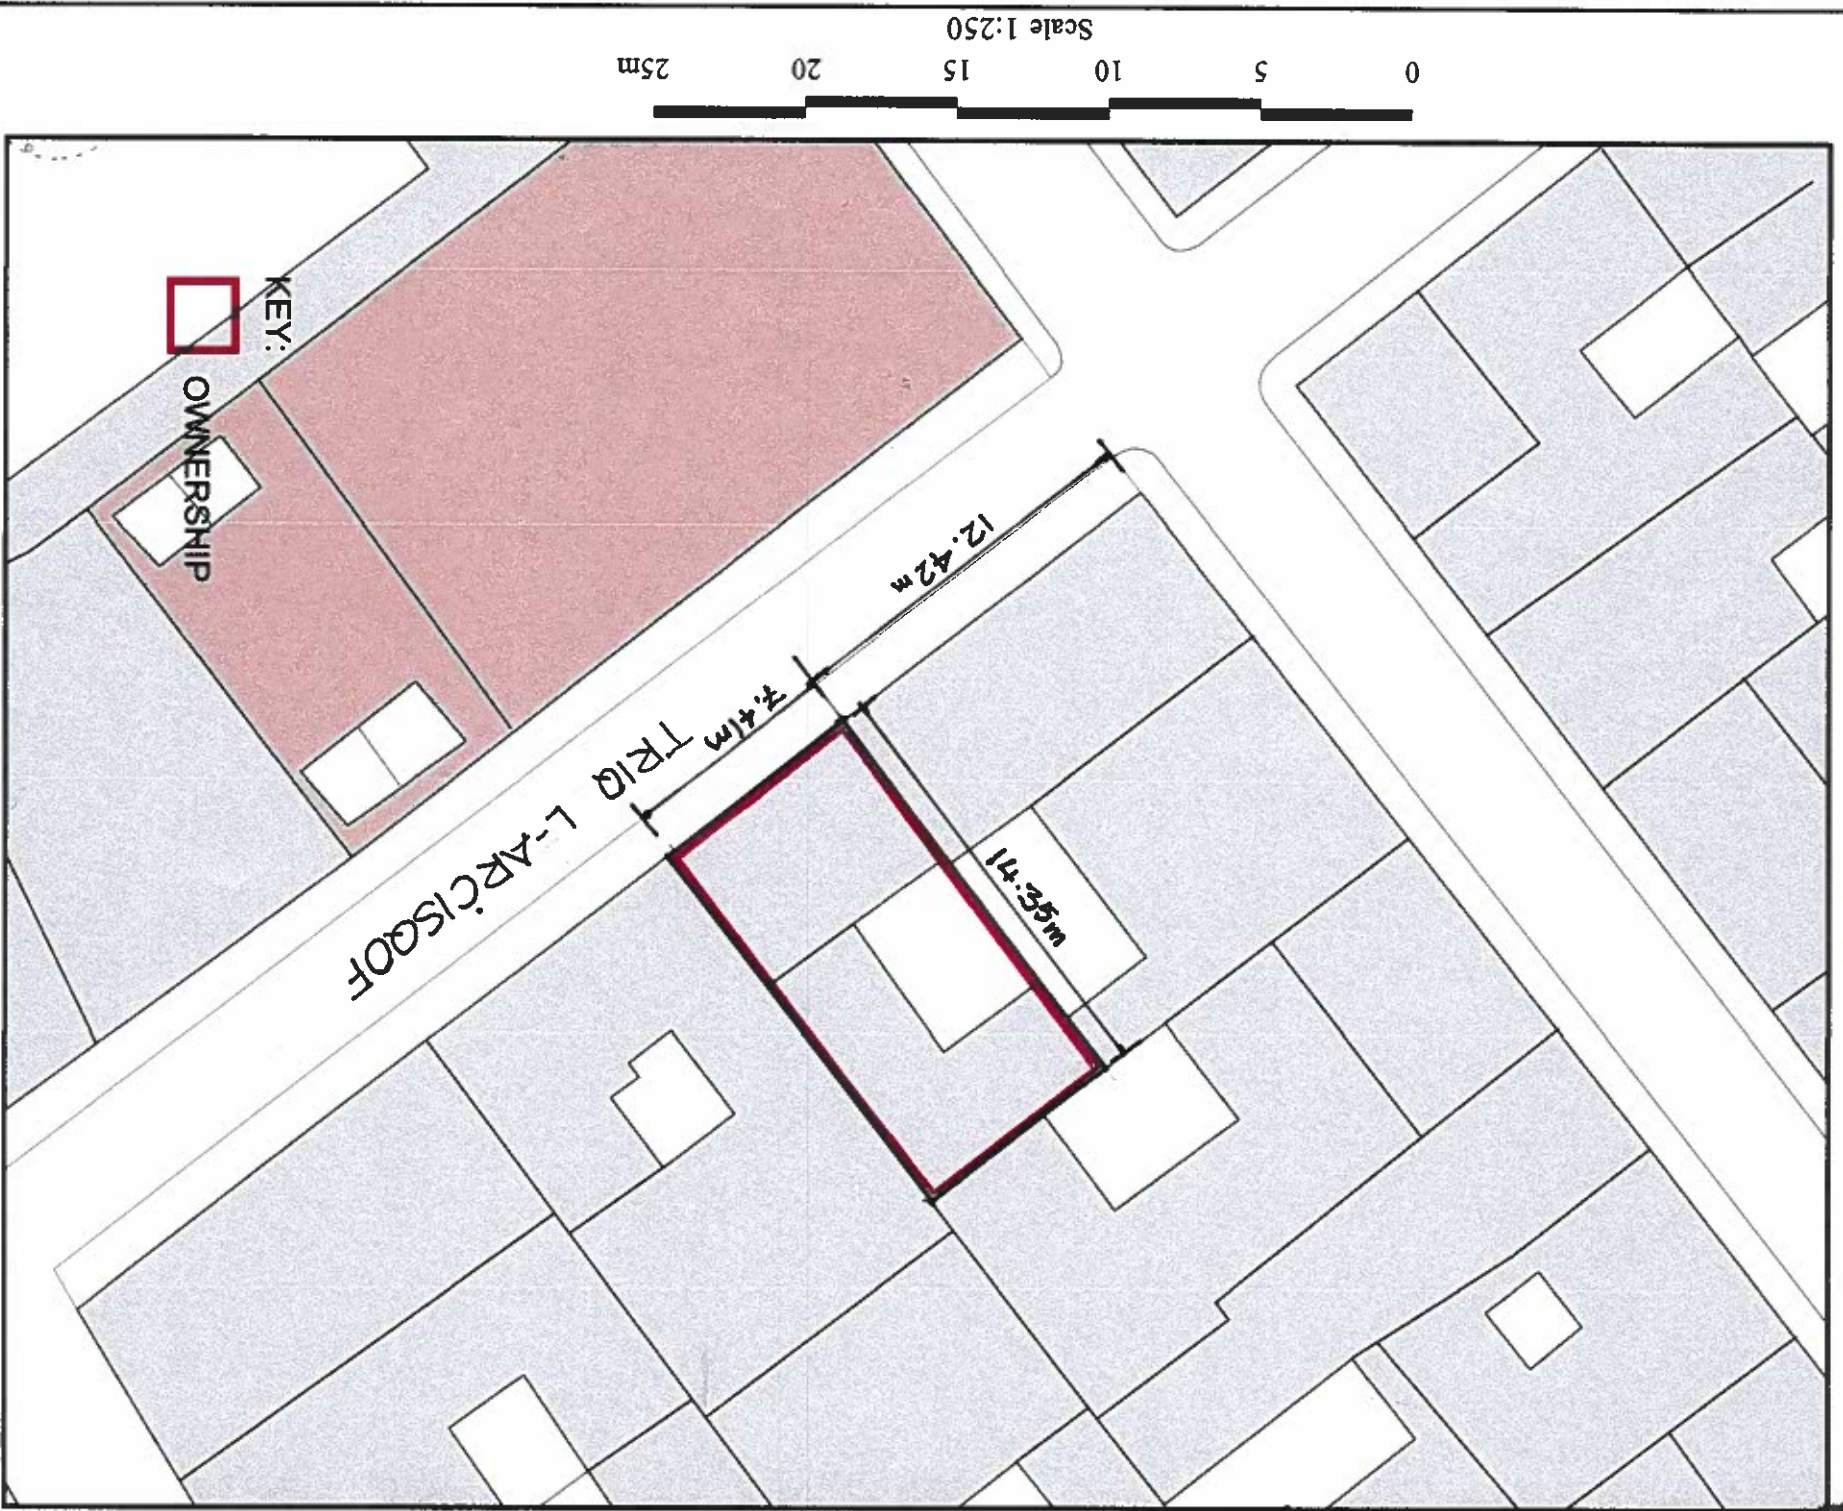 Scale 1:250
0 5 10 15 20 25m
KEY:
OWNERSHIP
12.42m
7.41m
14.35m
TRIQ L-ARĊISQOF